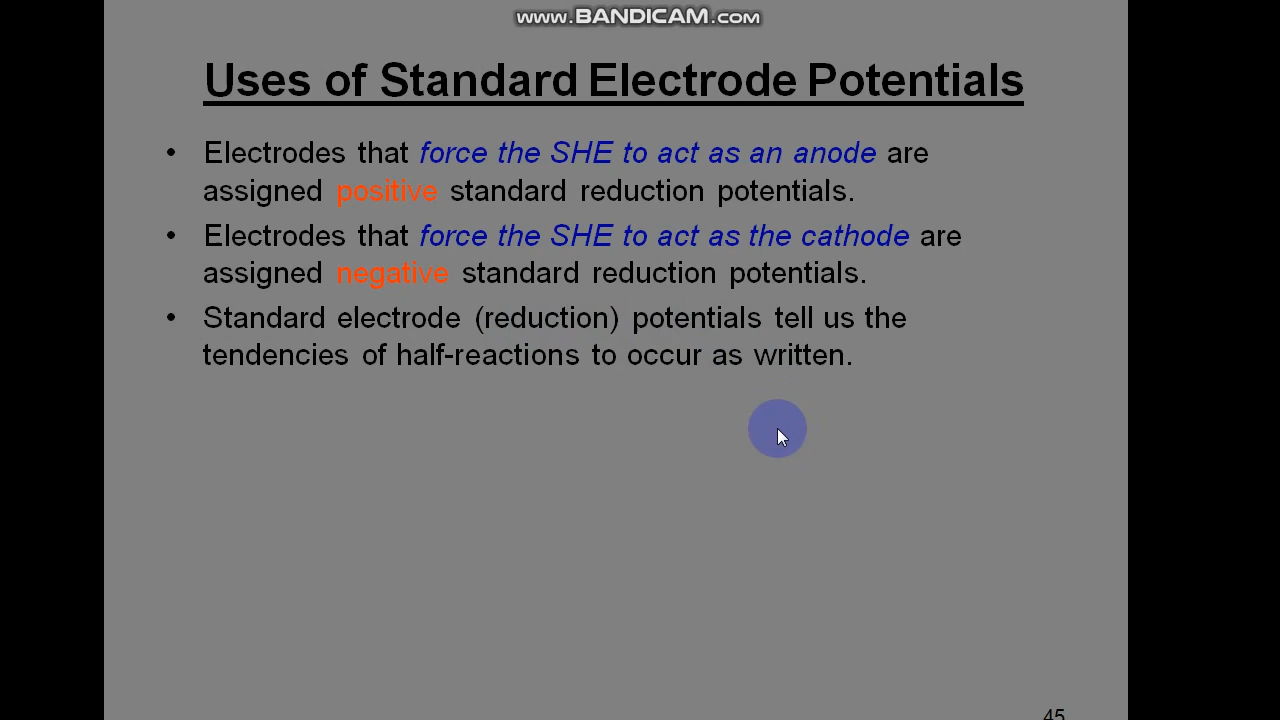 www.BANDICAM.com
Uses of Standard Electrode Potentials
• Electrodes that force the SHE to act as an anode are
assigned positive standard reduction potentials.
• Electrodes that force the SHE to act as the cathode are
assigned negative standard reduction potentials.
• Standard electrode (reduction) potentials tell us the
tendencies of half-reactions to occur as written.
45